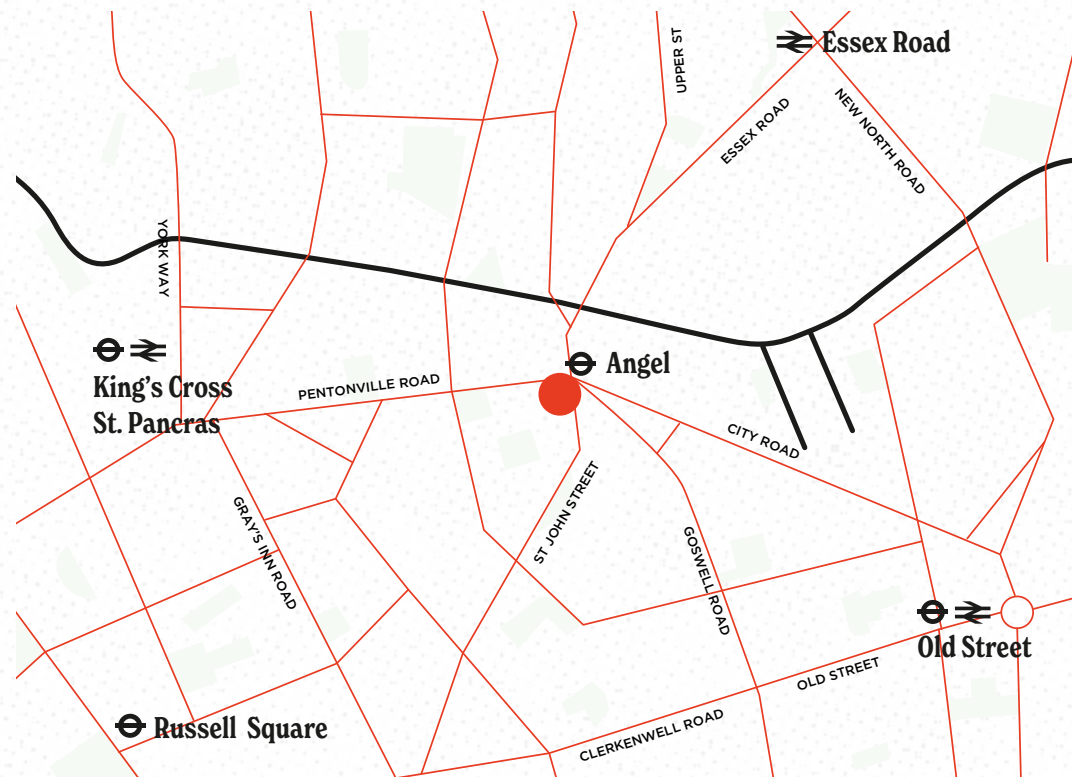 Essex Road
UPPER ST
ESSEX ROAD
NEW NORTH ROAD
YORK WAY
King's Cross
St. Pancras
PENTONVILLE ROAD
Angel
CITY ROAD
ST JOHN STREET
GRAY'S INN ROAD
GOSWELL ROAD
Old Street
OLD STREET
CLERKENWELL ROAD
Russell Square